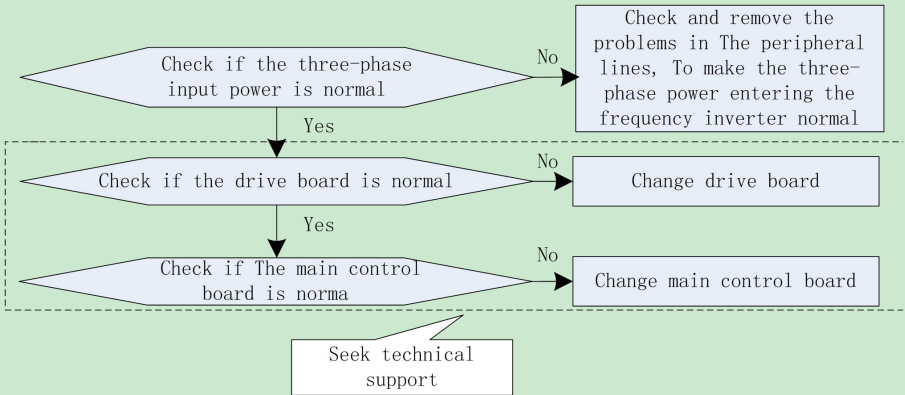 Check if the three-phase
input power is normal
No
Check and remove the
problems in The peripheral
lines, To make the three-
phase power entering the
frequency inverter normal
Yes
Check if the drive board is normal
No
Change drive board
Yes
Check if The main control
board is norma
No
Change main control board
Seek technical
support